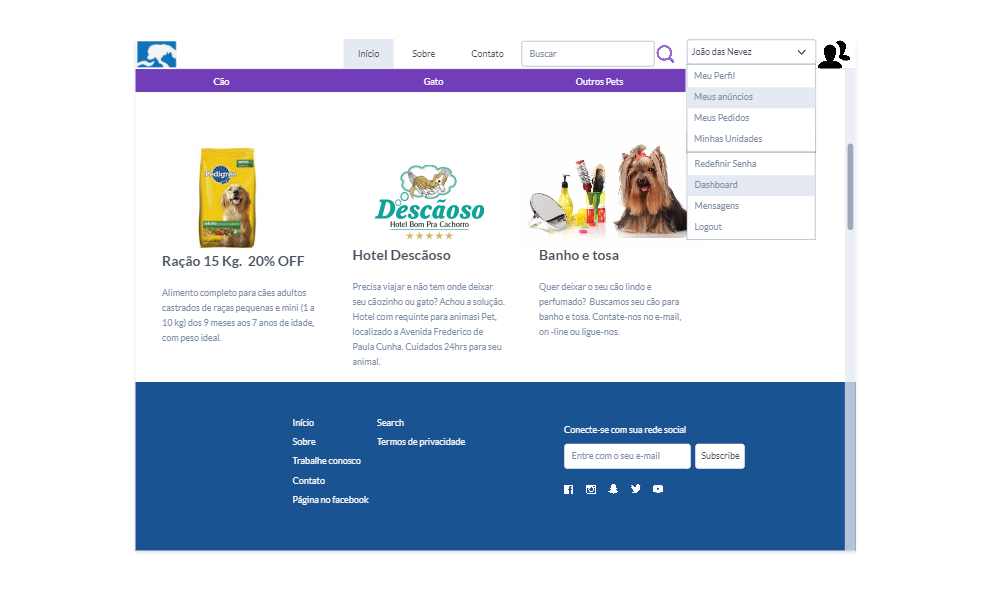 Início
Sobre
Contato
Buscar
João das Nevez
Cão
Gato
Outros Pets
Meu Perfil
Meus anúncios
Meus Pedidos
Minhas Unidades
Redefinir Senha
Dashboard
Mensagens
Logout
Pedigree
Descãoso
Hotel Bom Pra Cachorro
Ração 15 Kg. 20% OFF
Alimento completo para cães adultos
castrados de raças pequenas e mini (1 a
10 kg) dos 9 meses aos 7 anos de idade,
com peso ideal.
Hotel Descãoso
Precisa viajar e não tem onde deixar
seu cãozinho ou gato? Achou a solução.
Hotel com requinte para animasi Pet,
localizado a Avenida Frederico de
Paula Cunha. Cuidados 24hrs para seu
animal.
Banho e tosa
Quer deixar o seu cão lindo e
perfumado? Buscamos seu cão para
banho e tosa. Contate-nos no e-mail,
on -line ou ligue-nos.
Início
Sobre
Trabalhe conosco
Contato
Página no facebook
Search
Termos de privacidade
Conecte-se com sua rede social
Entre com o seu e-mail
Subscribe